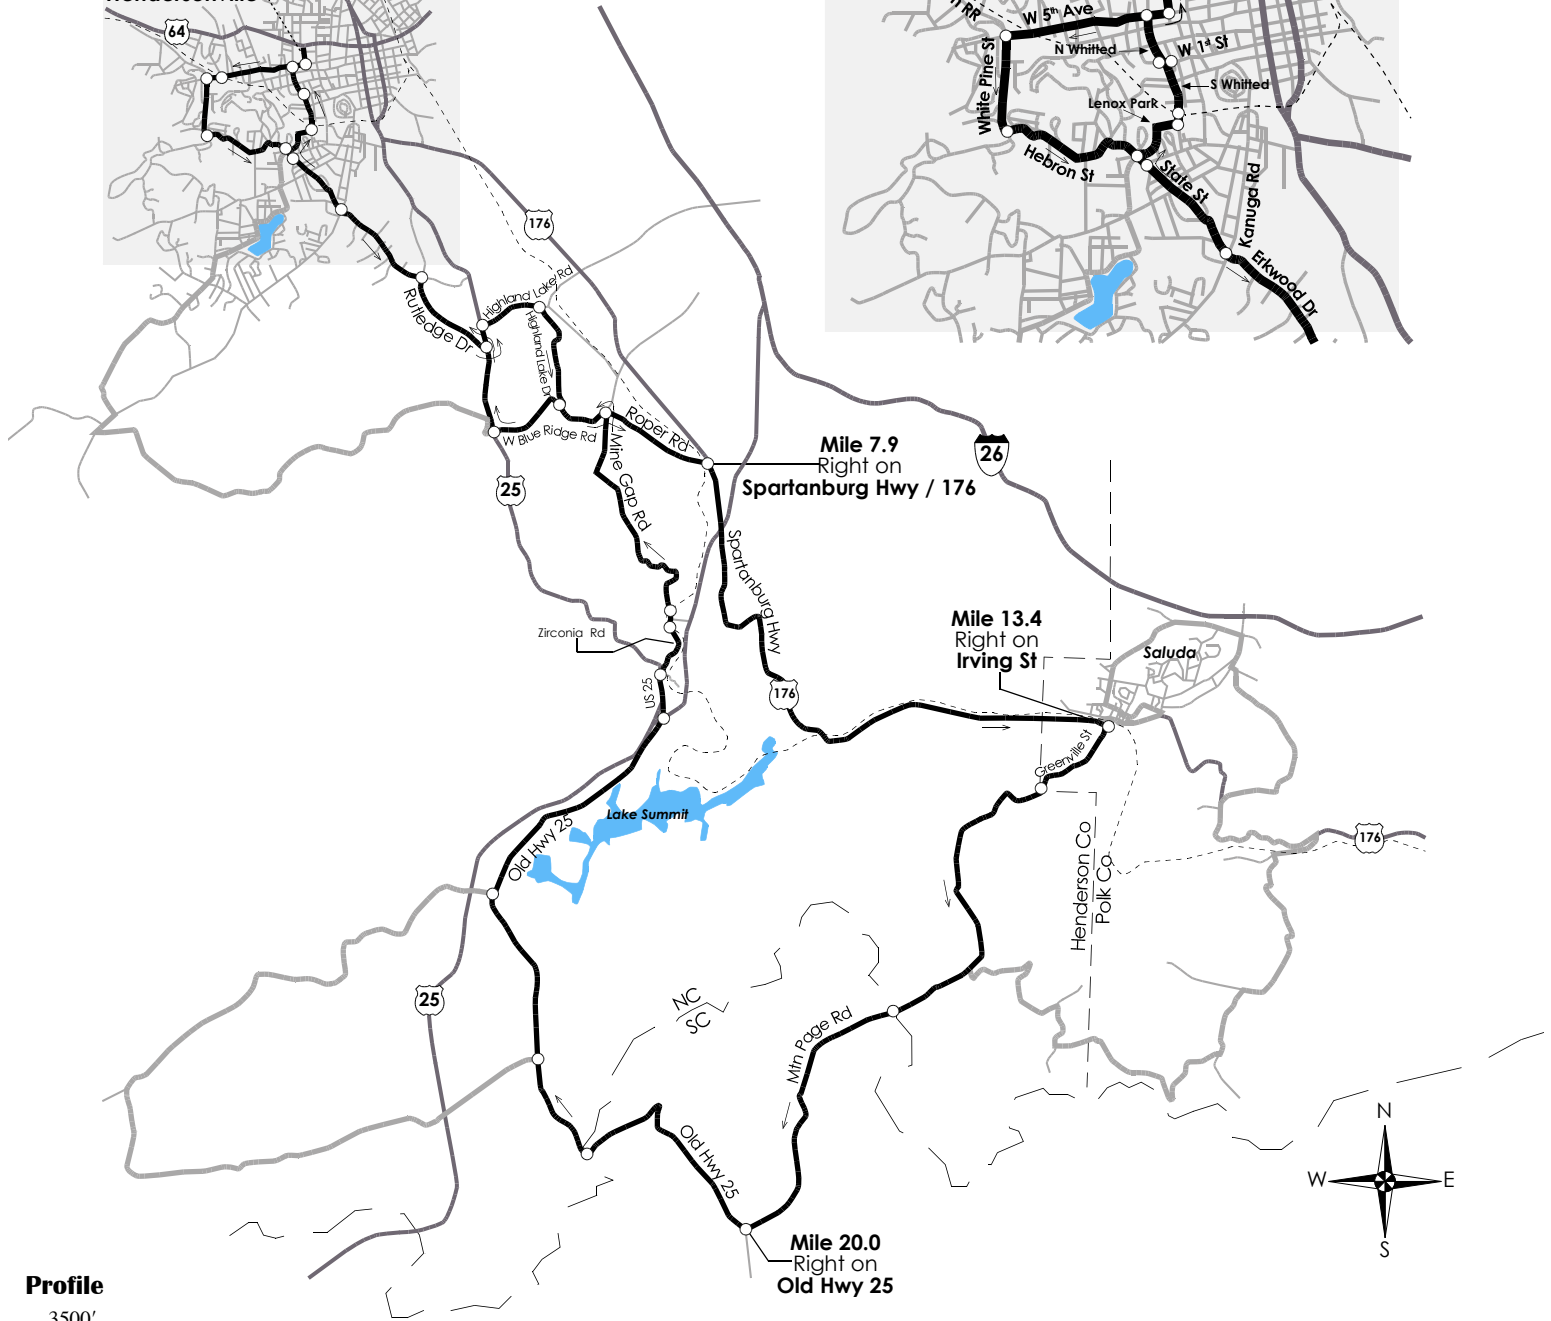 64
W 5th Ave
N Whitted
W 1st St
S Whitted
White Pine St
Lenox Park
Hebron St
State St
Kanuga Rd
Erkwood Dr
176
Highland Lake Rd
Rutledge Dr
Highland Lake Dr
W Blue Ridge Rd
Roper Rd
Mine Gap Rd
25
26
Mile 7.9
Right on
Spartanburg Hwy / 176
Spartanburg Hwy
Zirconia Rd
US 25
176
Mile 13.4
Right on
Irving St
Saluda
Greenville St
Lake Summit
Old Hwy 25
176
Henderson Co
Polk Co
25
NC
SC
Mtn Page Rd
Old Hwy 25
Mile 20.0
Right on
Old Hwy 25
N
W
E
S
Profile
3500'